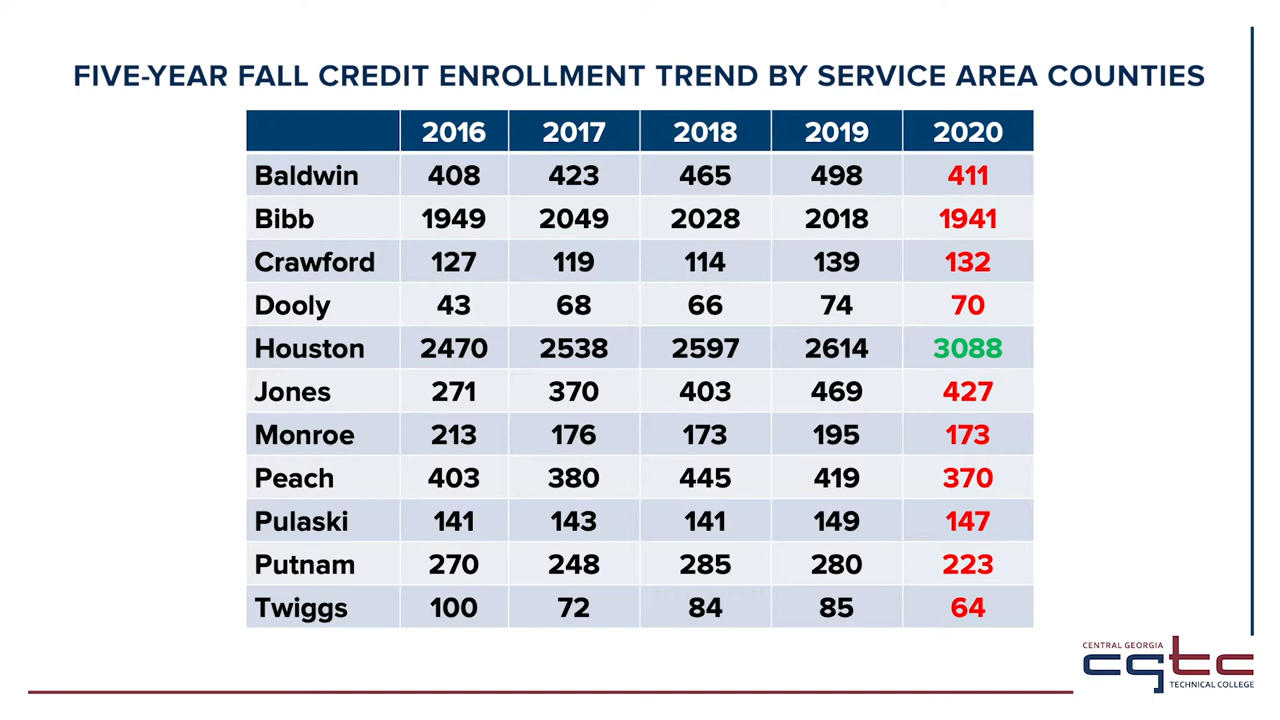 FIVE-YEAR FALL CREDIT ENROLLMENT TREND BY SERVICE AREA COUNTIES
2016 2017 2018 2019 2020
Baldwin 408 423 465 498 411
Bibb 1949 2049 2028 2018 1941
Crawford 127 119 114 139 132
Dooly 43 68 66 74 70
Houston 2470 2538 2597 2614 3088
Jones 271 370 403 469 427
Monroe 213 176 173 195 173
Peach 403 380 445 419 370
Pulaski 141 143 141 149 147
Putnam 270 248 285 280 223
Twiggs 100 72 84 85 64
CENTRAL GEORGIA
cgtc
TECHNICAL COLLEGE